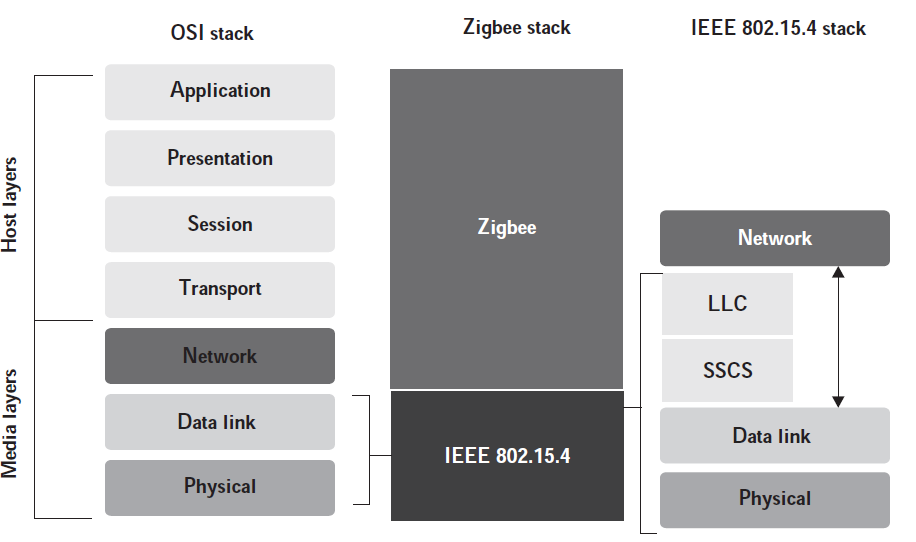 OSI stack
Zigbee stack
IEEE 802.15.4 stack
Host layers
Media layers
Application
Presentation
Session
Transport
Network
Data link
Physical
Zigbee
IEEE 802.15.4
Network
LLC
SSCS
Data link
Physical